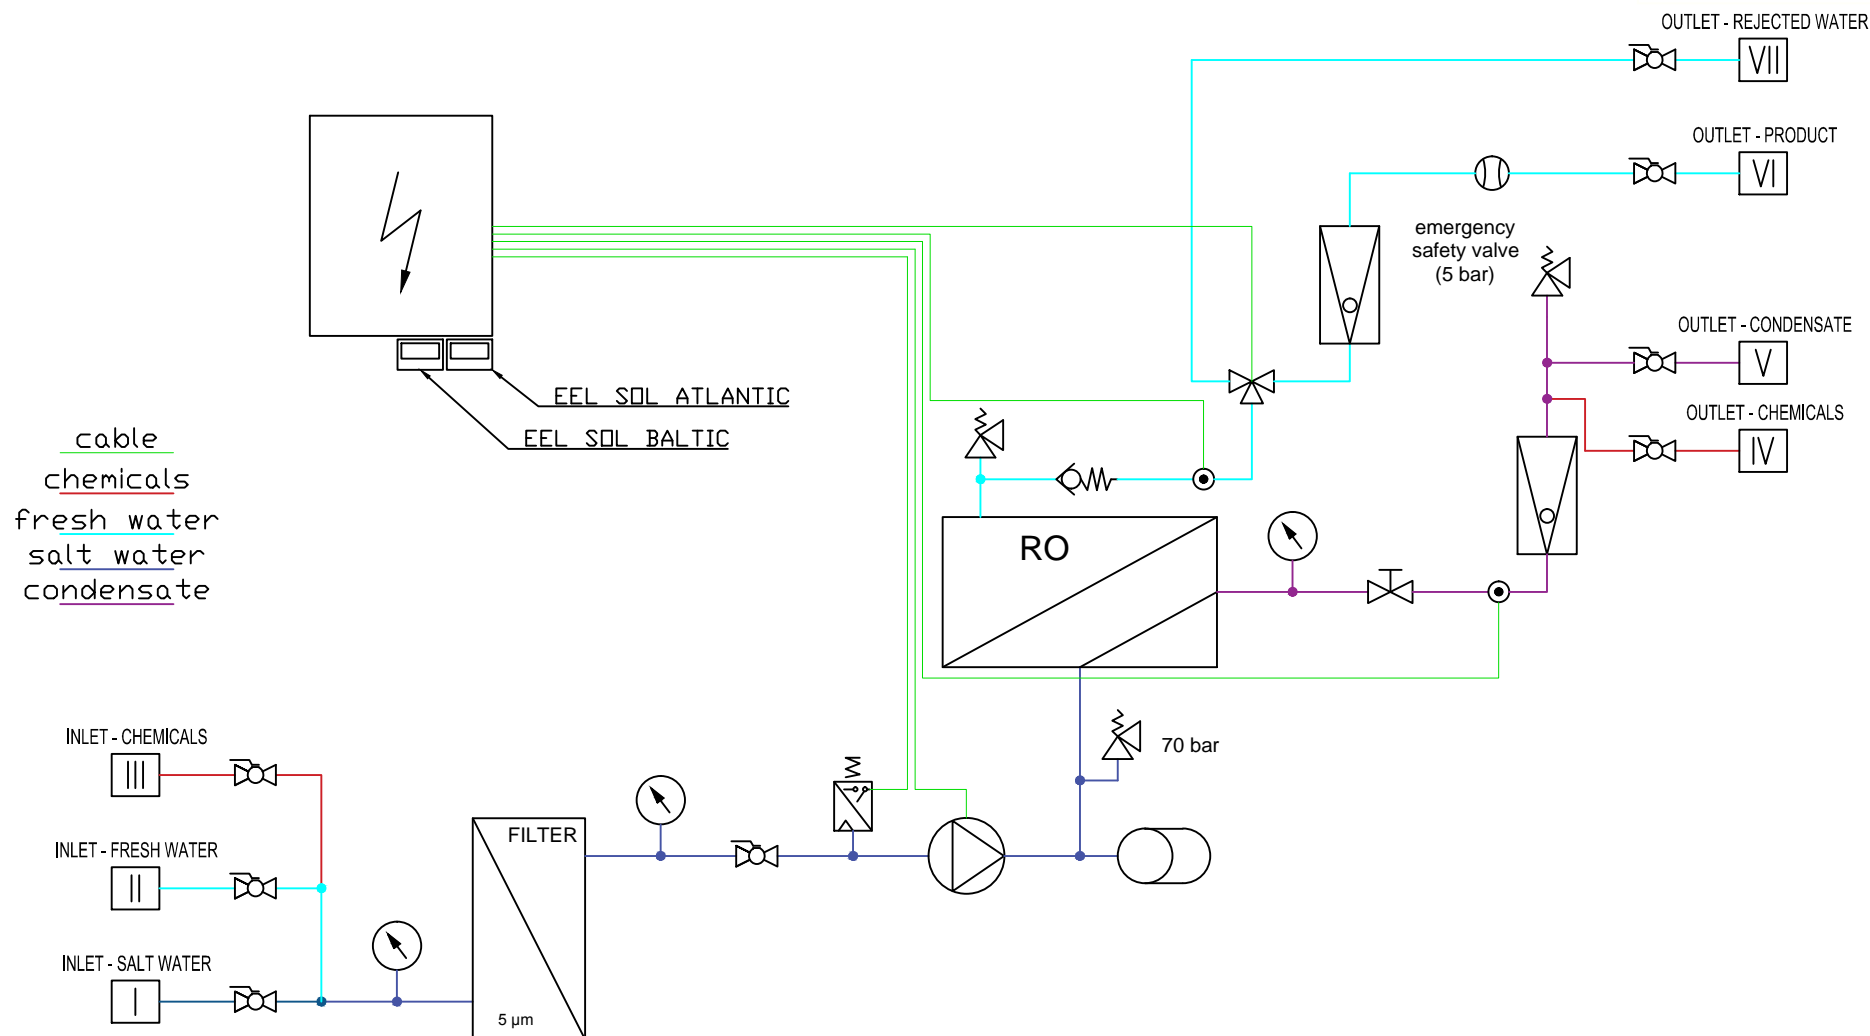 OUTLET - REJECTED WATER
VII
OUTLET - PRODUCT
VI
emergency
safety valve
(5 bar)
OUTLET - CONDENSATE
V
OUTLET - CHEMICALS
IV
EEL SOL ATLANTIC
EEL SOL BALTIC
cable
chemicals
fresh water
salt water
condensate
RO
70 bar
INLET - CHEMICALS
III
INLET - FRESH WATER
II
INLET - SALT WATER
I
FILTER
5 µm